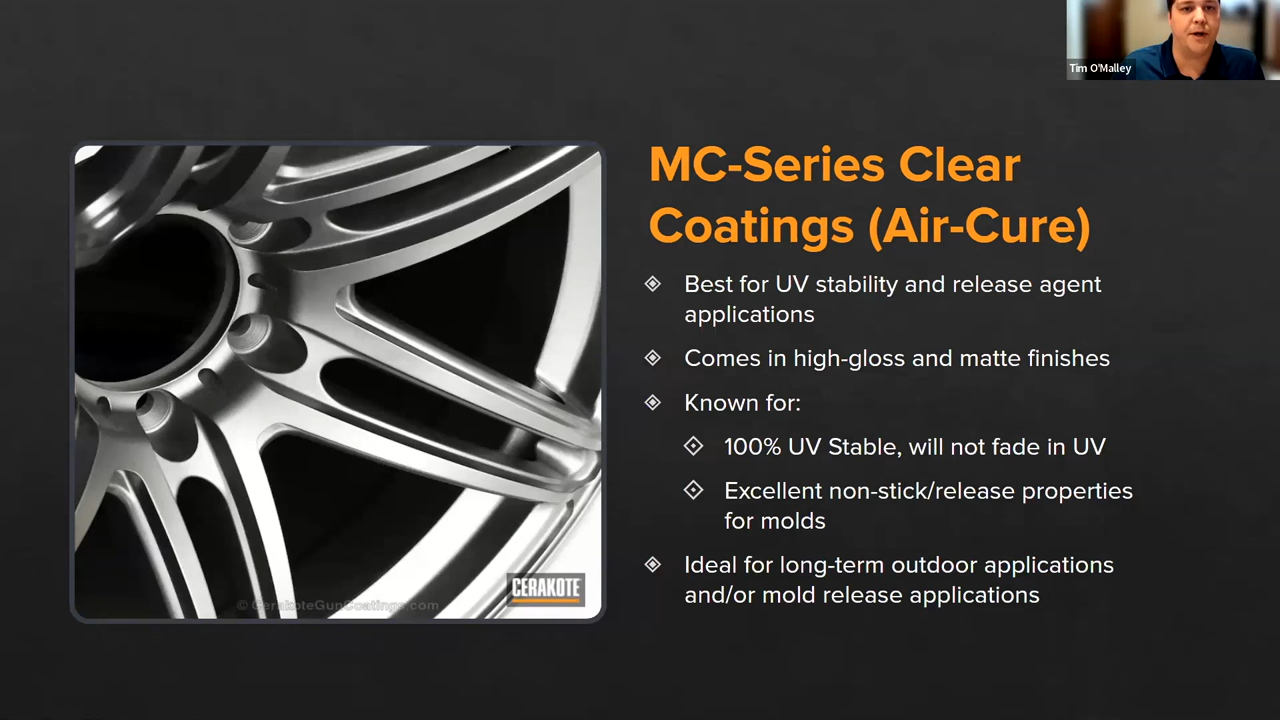 Tim O'Malley
MC-Series Clear
Coatings (Air-Cure)
Best for UV stability and release agent
applications
Comes in high-gloss and matte finishes
Known for:
100% UV Stable, will not fade in UV
Excellent non-stick/release properties
for molds
Ideal for long-term outdoor applications
and/or mold release applications
© CerakoteGunCoatings.com
CERAKOTE